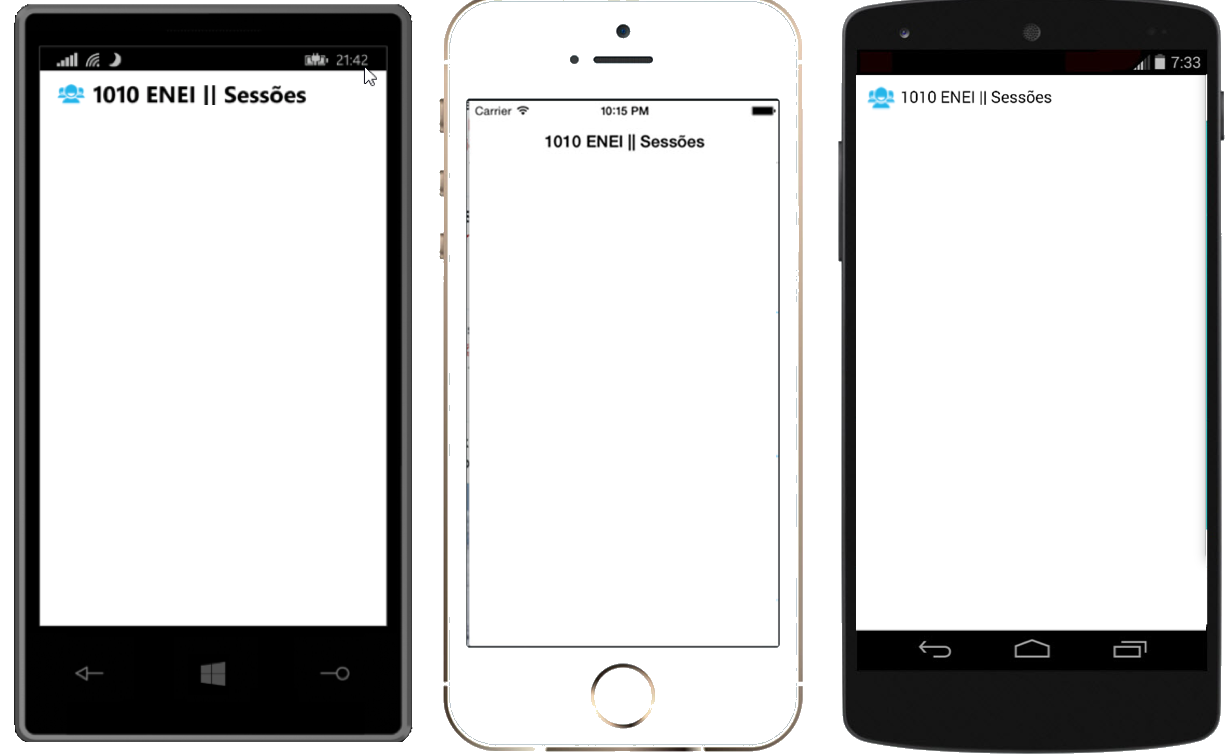 21:42
1010 ENEI || Sessões
Carrier
10:15 PM
1010 ENEI || Sessões
7:33
1010 ENEI || Sessões